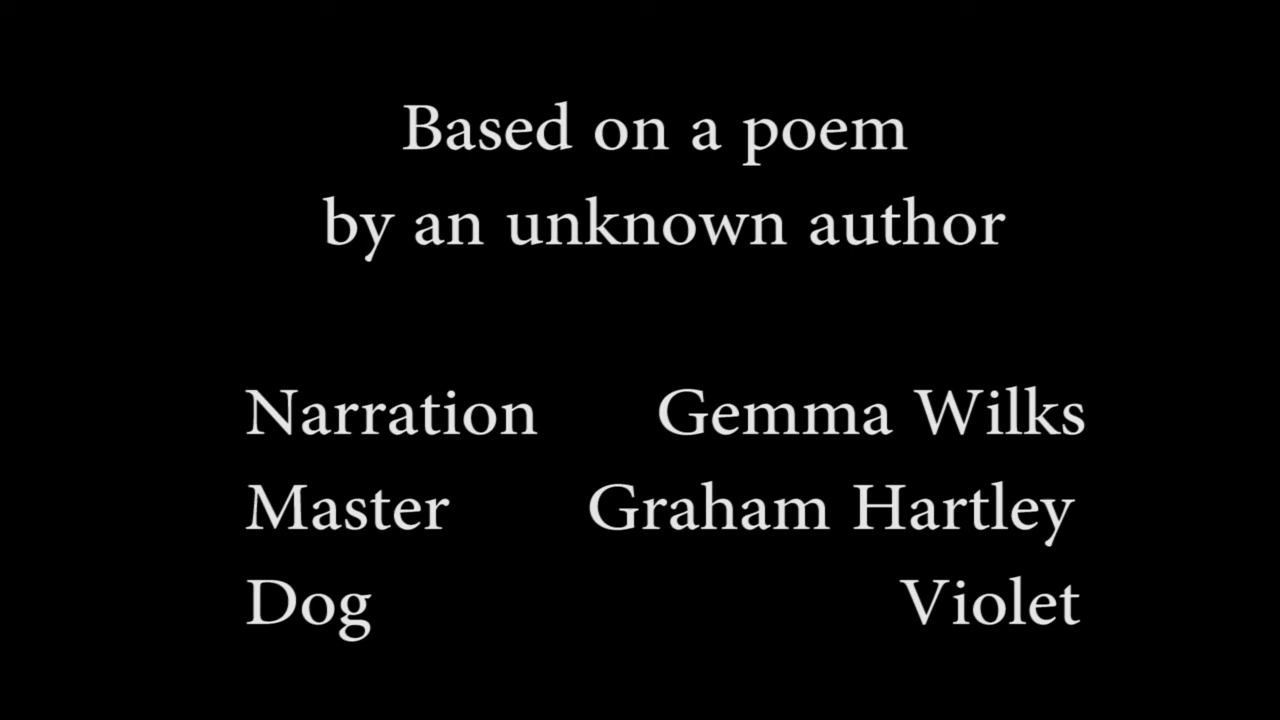 Based on a poem
by an unknown author
Narration Gemma Wilks
Master Graham Hartley
Dog Violet